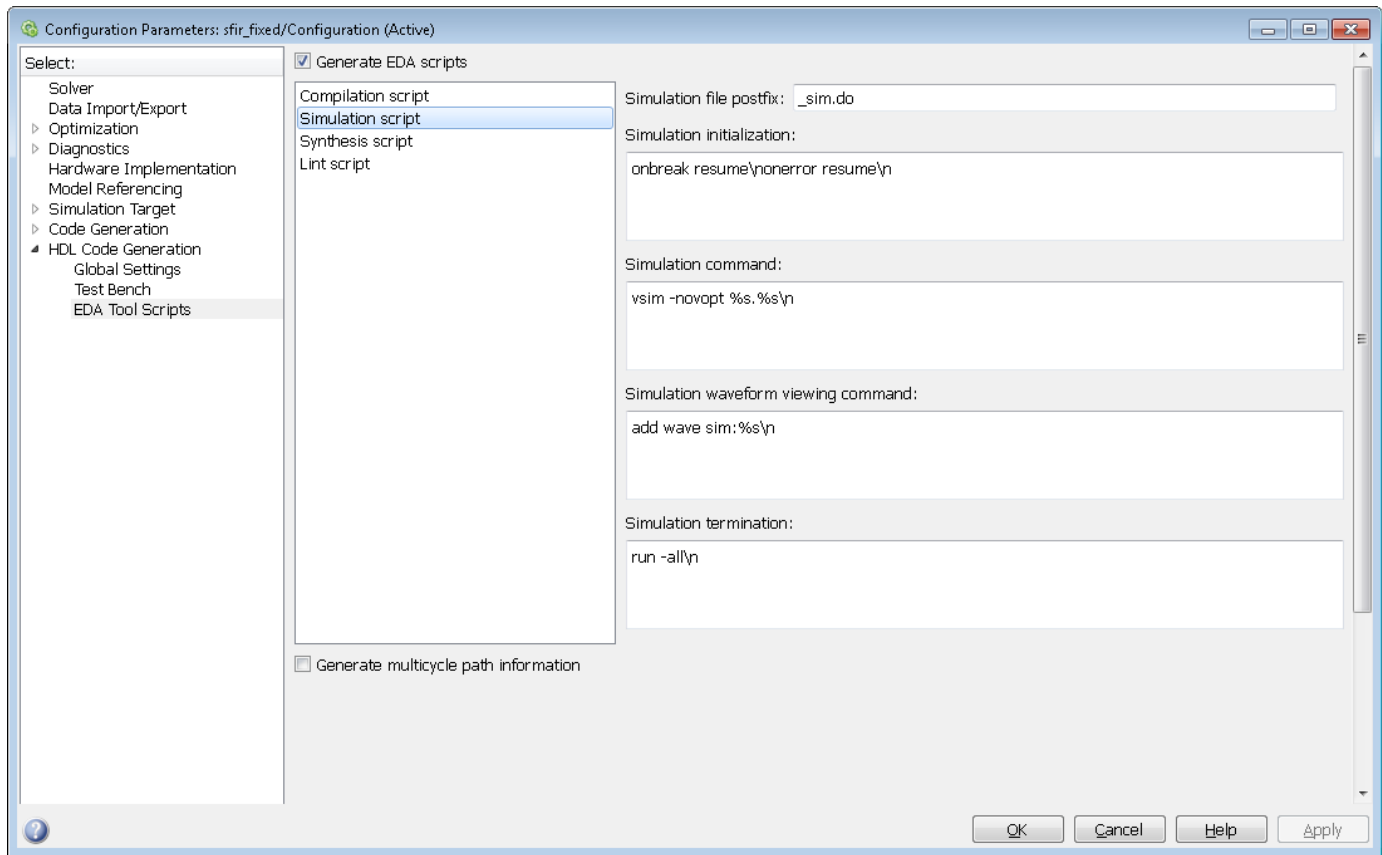 Configuration Parameters: sfir_fixed/Configuration (Active)
Select:
Solver
Data Import/Export
Optimization
Diagnostics
Hardware Implementation
Model Referencing
Simulation Target
Code Generation
HDL Code Generation
Global Settings
Test Bench
EDA Tool Scripts
Generate EDA scripts
Compilation script
Simulation script
Synthesis script
Lint script
Simulation file postfix: _sim.do
Simulation initialization:
onbreak resume\nonerror resume\n
Simulation command:
vsim -novopt %s.%s\n
Simulation waveform viewing command:
add wave sim:%s\n
Simulation termination:
run -all\n
Generate multicycle path information
OK Cancel Help Apply